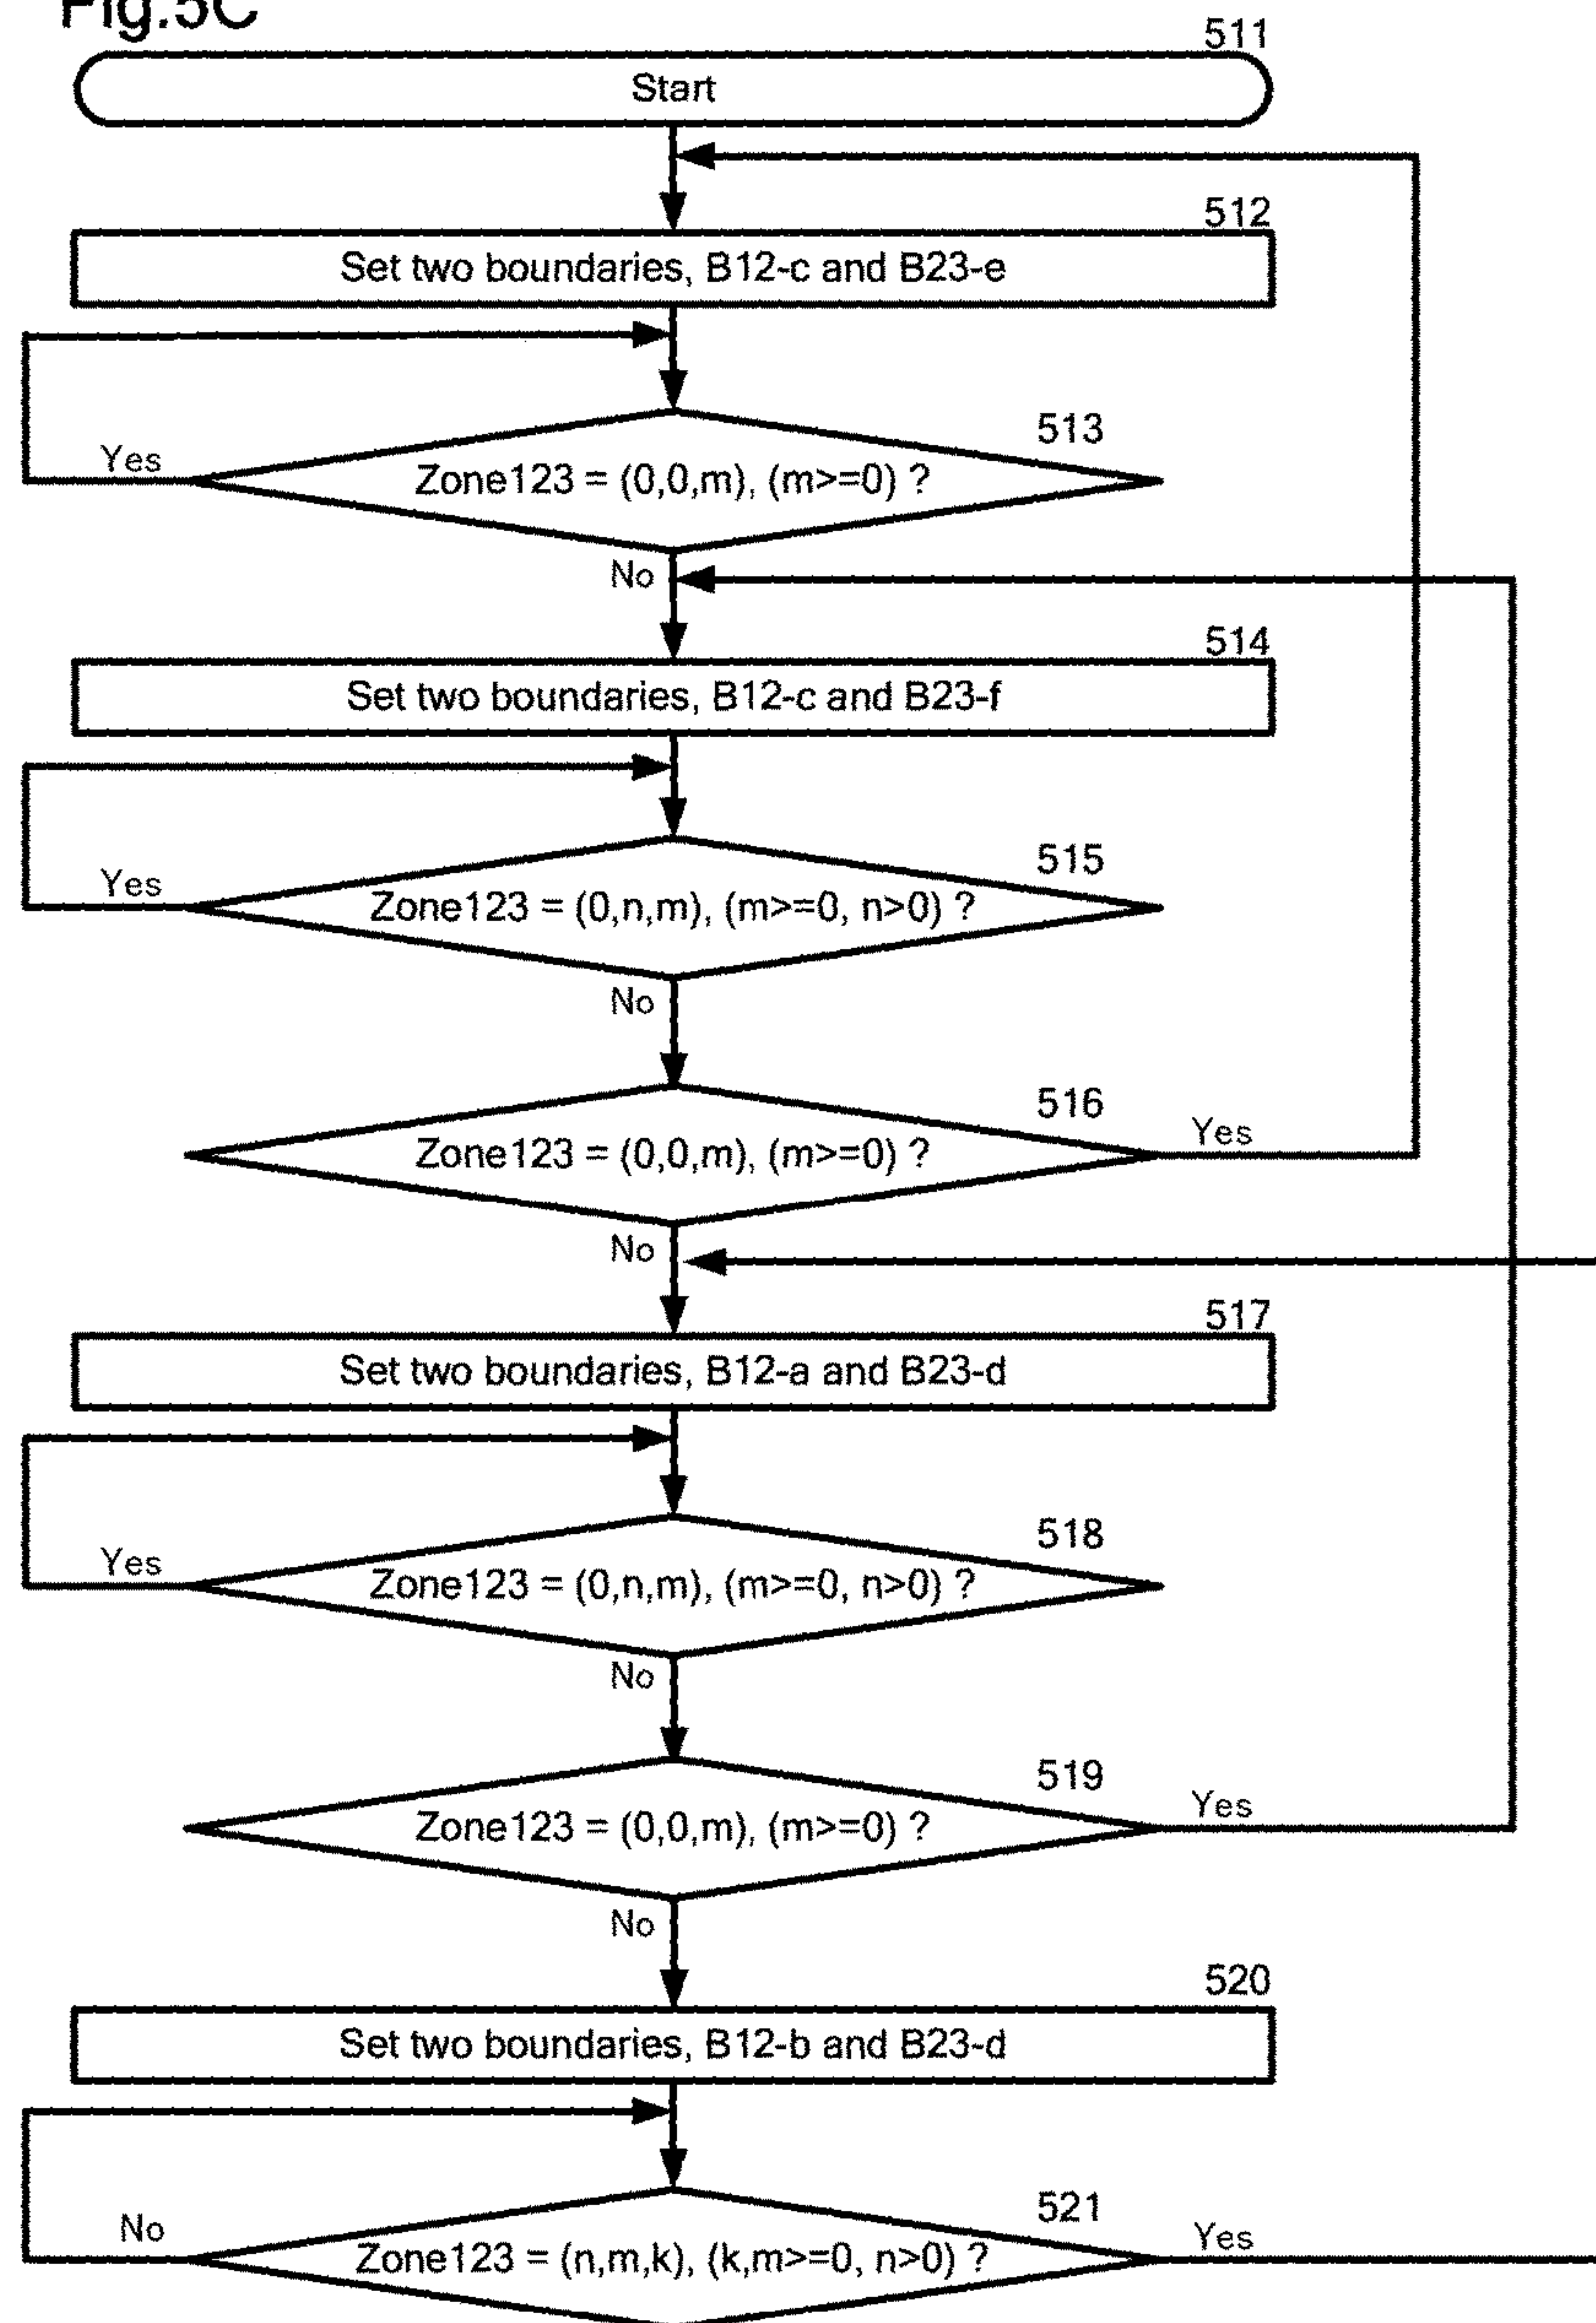 Fig.5C
511
Start
512
Set two boundaries, B12-c and B23-e
513
Yes
Zone123 = (0,0,m), (m>=0) ?
No
514
Set two boundaries, B12-c and B23-f
515
Yes
Zone123 = (0,n,m), (m>=0, n>0) ?
No
516
Yes
Zone123 = (0,0,m), (m>=0) ?
No
517
Set two boundaries, B12-a and B23-d
518
Yes
Zone123 = (0,n,m), (m>=0, n>0) ?
No
519
Yes
Zone123 = (0,0,m), (m>=0) ?
No
520
Set two boundaries, B12-b and B23-d
521
No
Yes
Zone123 = (n,m,k), (k,m>=0, n>0) ?